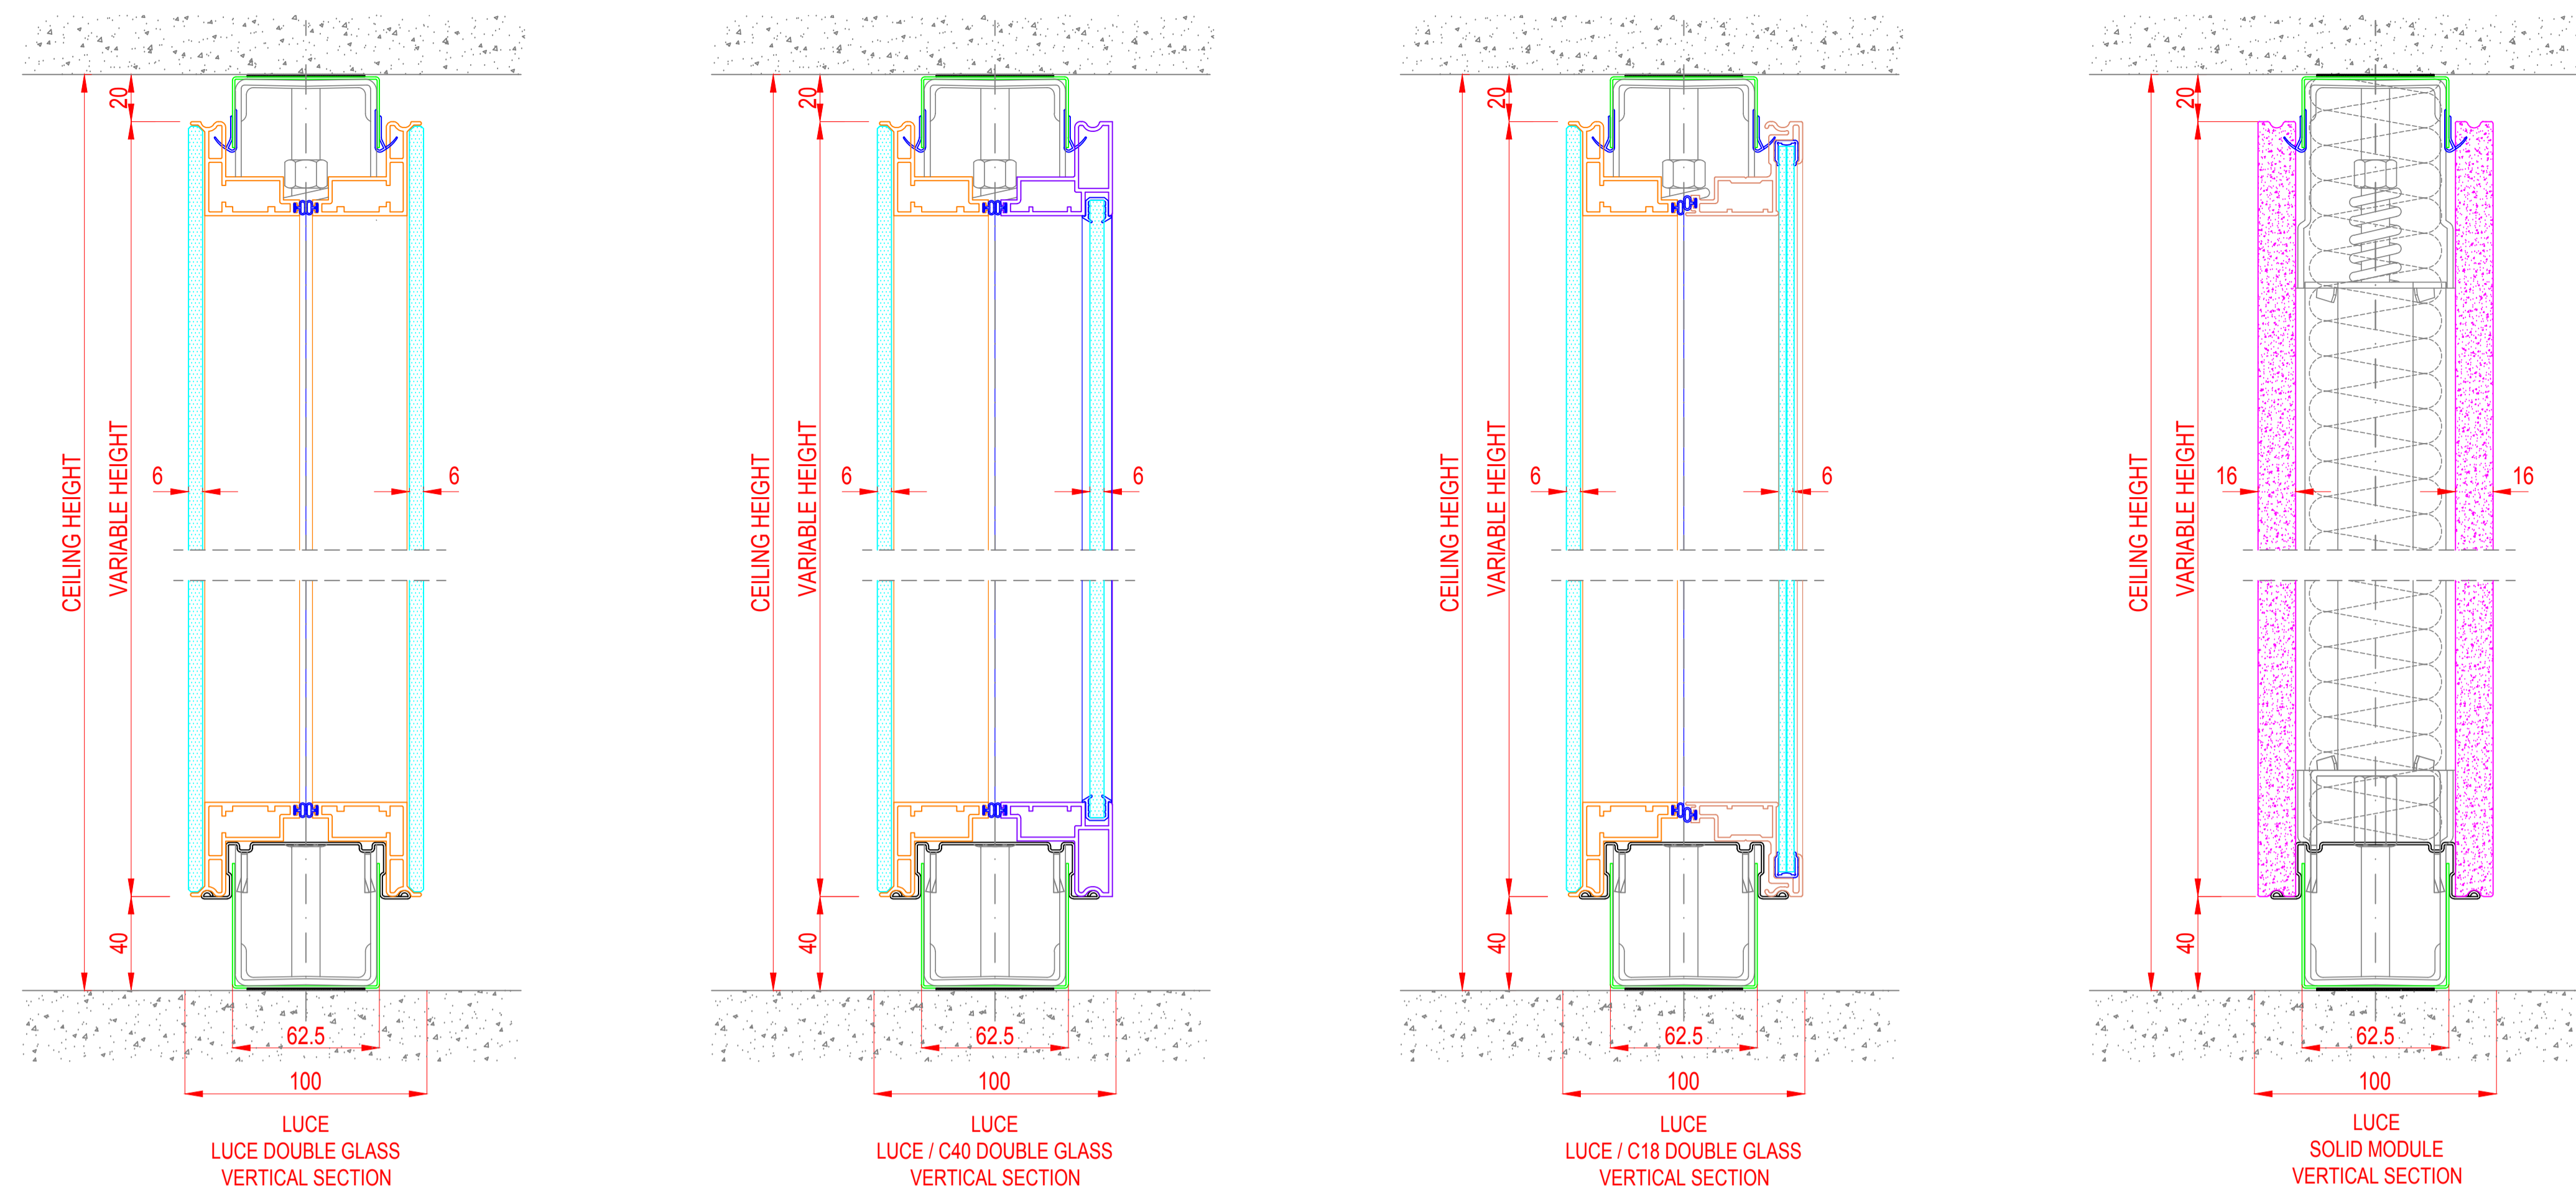 20
CEILING HEIGHT
VARIABLE HEIGHT
6
6
40
62.5
100
LUCE
LUCE DOUBLE GLASS
VERTICAL SECTION
20
CEILING HEIGHT
VARIABLE HEIGHT
6
6
40
62.5
100
LUCE
LUCE / C40 DOUBLE GLASS
VERTICAL SECTION
20
CEILING HEIGHT
VARIABLE HEIGHT
6
6
40
62.5
100
LUCE
LUCE / C18 DOUBLE GLASS
VERTICAL SECTION
20
CEILING HEIGHT
VARIABLE HEIGHT
16
16
40
62.5
100
LUCE
SOLID MODULE
VERTICAL SECTION